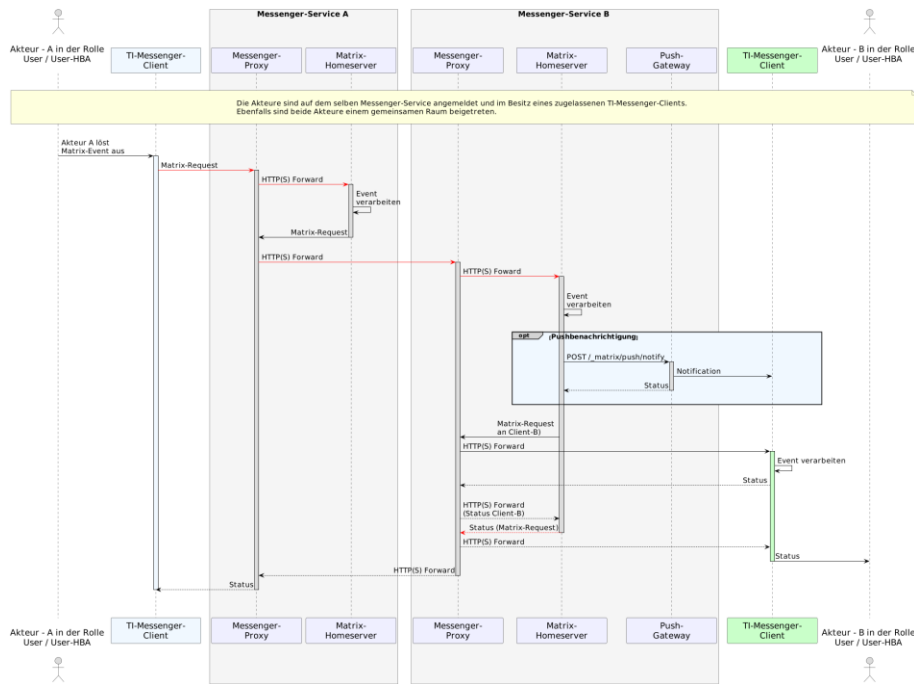 Messenger-Service A
Messenger-Service B
Akteur - A in der Rolle
User / User-HBA
TI-Messenger-
Client
Messenger-
Proxy
Matrix-
Homeserver
Messenger-
Proxy
Matrix-
Homeserver
Push-
Gateway
TI-Messenger-
Client
Akteur - B in der Rolle
User / User-HBA
Die Akteure sind auf dem selben Messenger-Service angemeldet und im Besitz eines zugelassenen TI-Messenger-Clients.
Ebenfalls sind beide Akteure einem gemeinsamen Raum beigetreten.
Akteur A löst
Matrix-Event aus
Matrix-Request
HTTP(S) Forward
Event
verarbeiten
Matrix-Request
HTTP(S) Forward
HTTP(S) Foward
Event
verarbeiten
opt
[Pushbenachrichtigung]
POST /_matrix/push/notify
Notification
Status
Matrix-Request
an Client-B)
HTTP(S) Forward
Event verarbeiten
Status
HTTP(S) Forward
(Status Client-B)
Status (Matrix-Request)
HTTP(S) Forward
Status
HTTP(S) Forward
Status
Akteur - A in der Rolle
User / User-HBA
TI-Messenger-
Client
Messenger-
Proxy
Matrix-
Homeserver
Messenger-
Proxy
Matrix-
Homeserver
Push-
Gateway
TI-Messenger-
Client
Akteur - B in der Rolle
User / User-HBA